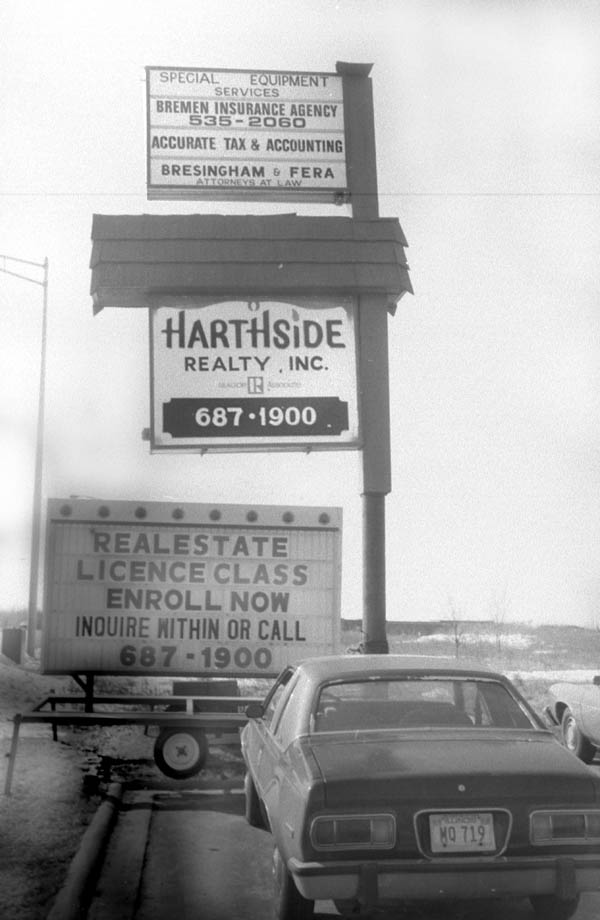 SPECIAL EQUIPMENT
SERVICES
BREMEN INSURANCE AGENCY
535-2060
ACCURATE TAX & ACCOUNTING
BRESINGHAM & FERA
ATTORNEYS AT LAW
HARTHSiDE
REALTY, INC.
R
687·1900
REALESTATE
LICENCE CLASS
ENROLL NOW
INQUIRE WITHIN OR CALL
687-1900
ILLINOIS
MQ 719